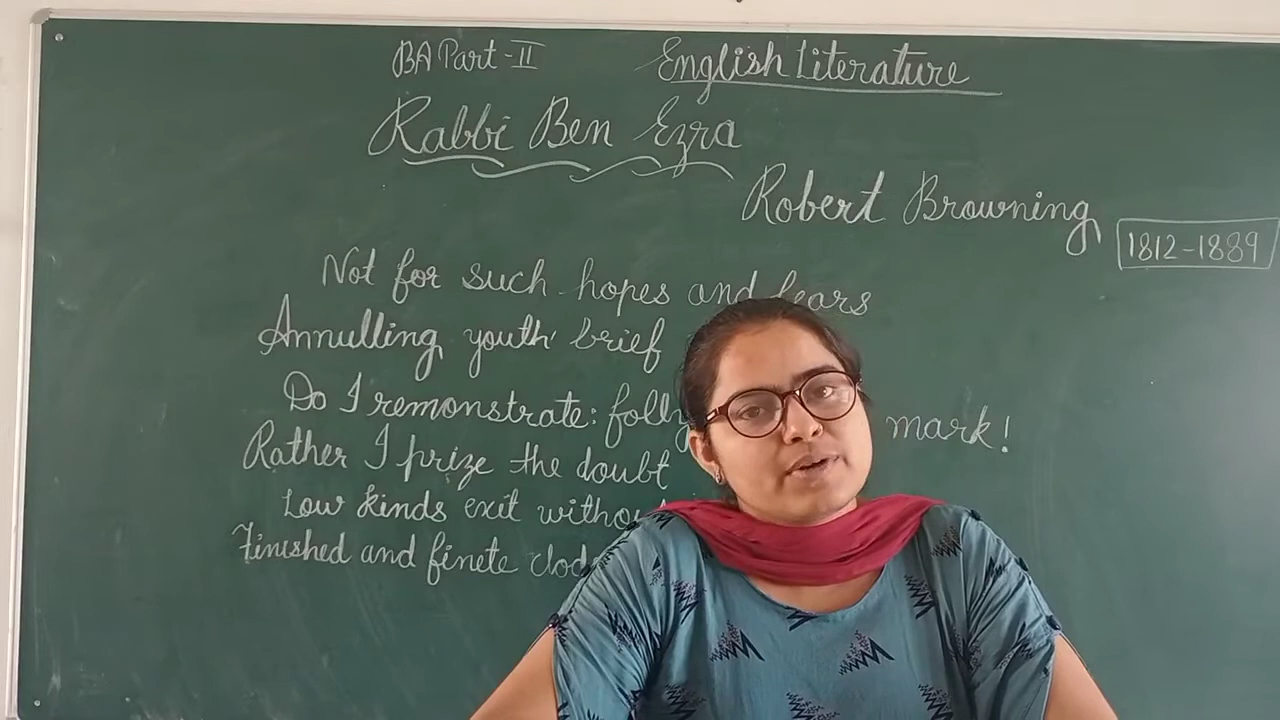 BA Part-II English Literature
Rabbi Ben Ezra
Robert Browning
1812-1889
Not for such hopes and fears
Annulling youth' brief
Do I remonstrate: folly mark!
Rather I prize the doubt
Low kinds exit without
Finished and finete clods